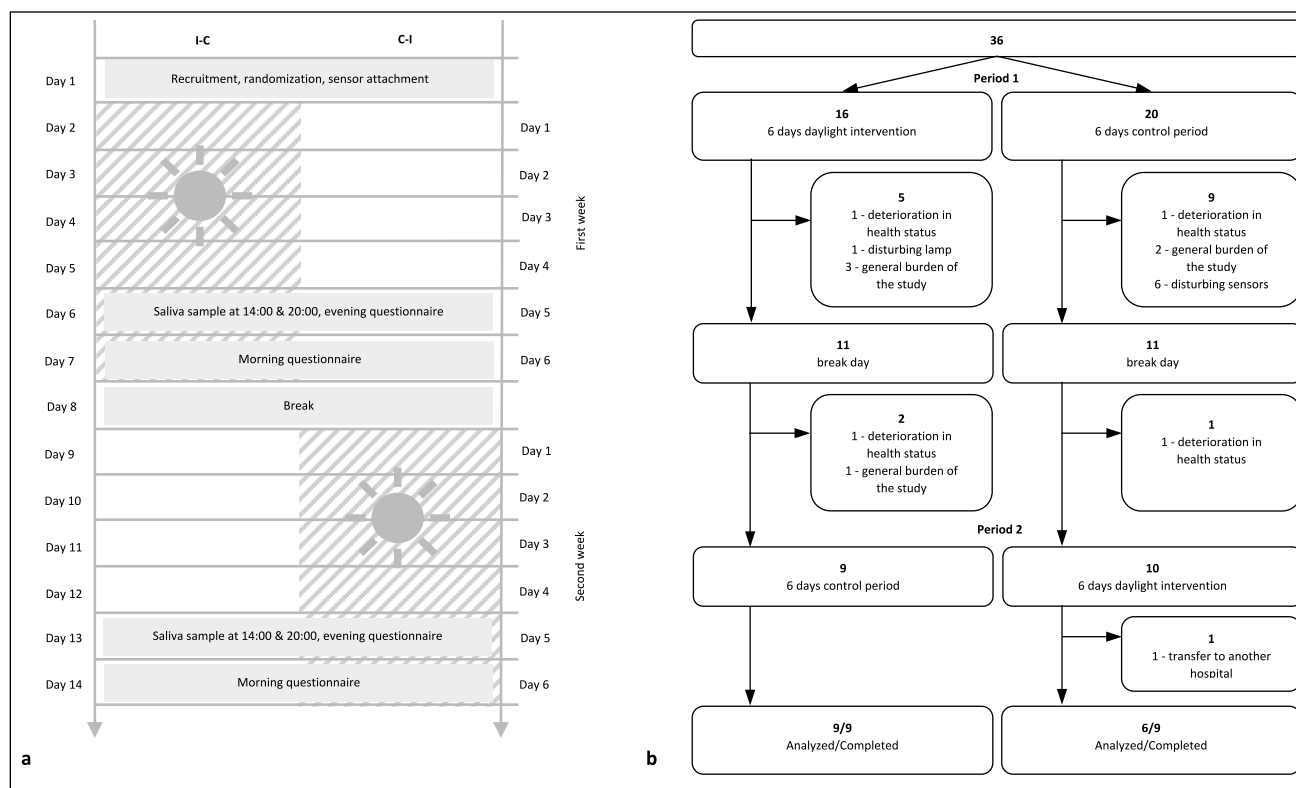 I-C
C-I
Day 1
Recruitment, randomization, sensor attachment
Day 2
Day 1
Day 3
Day 2
Day 4
Day 3
Day 5
Day 4
First week
Day 6
Saliva sample at 14:00 & 20:00, evening questionnaire
Day 5
Day 7
Morning questionnaire
Day 6
Day 8
Break
Day 9
Day 1
Day 10
Day 2
Day 11
Day 3
Day 12
Day 4
Second week
Day 13
Saliva sample at 14:00 & 20:00, evening questionnaire
Day 5
Day 14
Morning questionnaire
Day 6
a
36
Period 1
16
6 days daylight intervention
20
6 days control period
5
1 - deterioration in
health status
1 - disturbing lamp
3 - general burden of
the study
9
1 - deterioration in
health status
2 - general burden of
the study
6 - disturbing sensors
11
break day
11
break day
2
1 - deterioration in
health status
1 - general burden of
the study
1
1 - deterioration in
health status
Period 2
9
6 days control period
10
6 days daylight intervention
1
1 - transfer to another
hospital
9/9
Analyzed/Completed
6/9
Analyzed/Completed
b